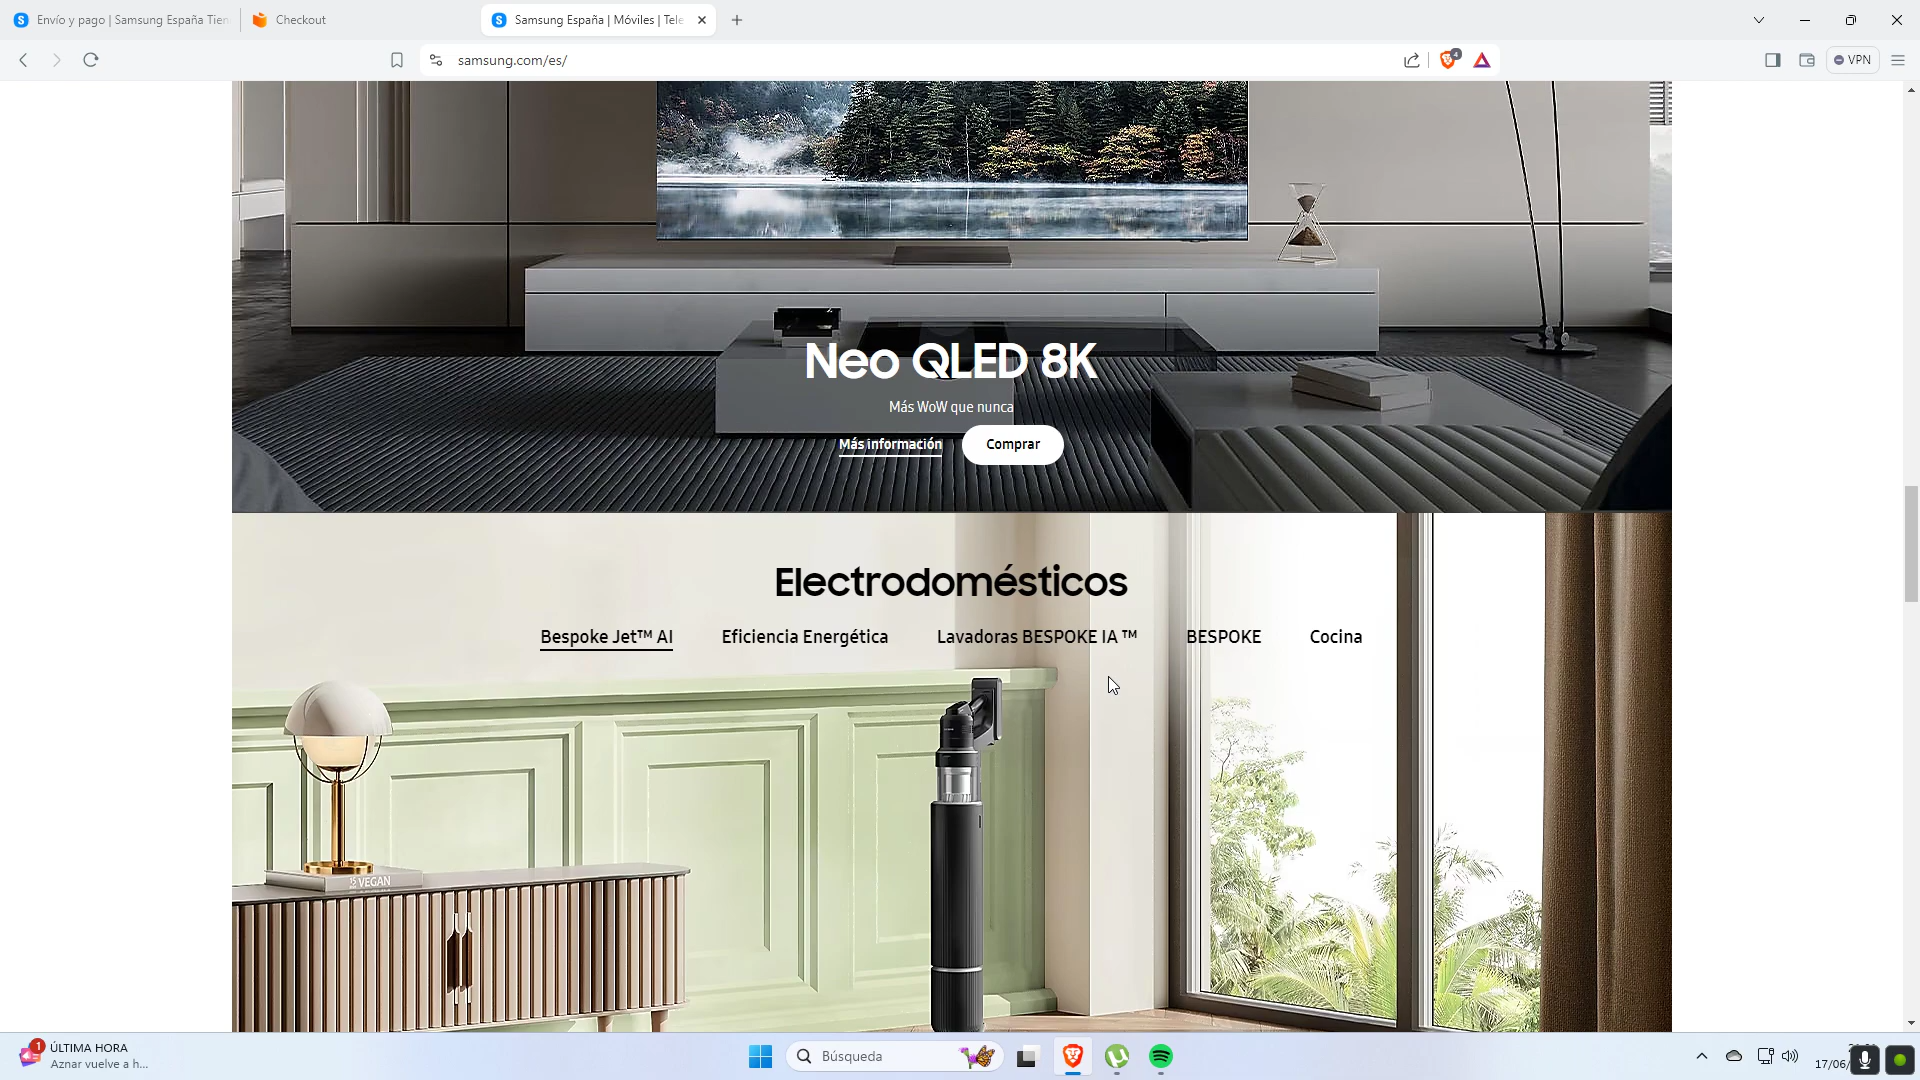 Envío y pago | Samsung España Tien
Checkout
Samsung España | Móviles | Tele
samsung.com/es/
4
VPN
Neo QLED 8K
Más WoW que nunca
Más información
Comprar
Electrodomésticos
Bespoke Jet™ AI
Eficiencia Energética
Lavadoras BESPOKE IA ™
BESPOKE
Cocina
VEGAN
1
ÚLTIMA HORA
Aznar vuelve a h...
Búsqueda
17/06/